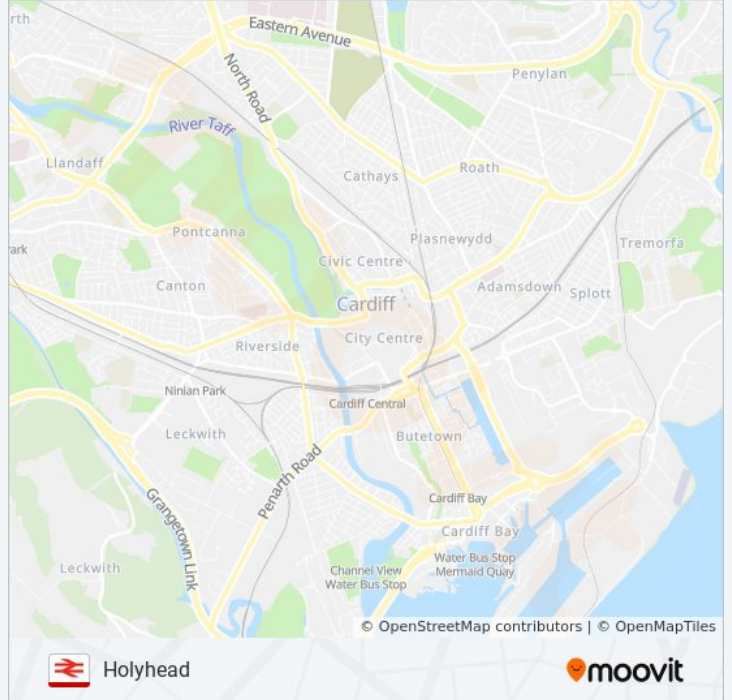 rth
Eastern Avenue
North Road
Penylan
River Taff
Llandaff
Cathays
Roath
Pontcanna
Plasnewydd
Tremorfa
ark
Civic Centre
Canton
Adamsdown
Splott
Cardiff
City Centre
Riverside
Ninian Park
Cardiff Central
Leckwith
Butetown
Penarth Road
Grangetown Link
Cardiff Bay
Cardiff Bay
Leckwith
Channel View
Water Bus Stop
Water Bus Stop
Mermaid Quay
© OpenStreetMap contributors | © OpenMapTiles
Holyhead
moovit